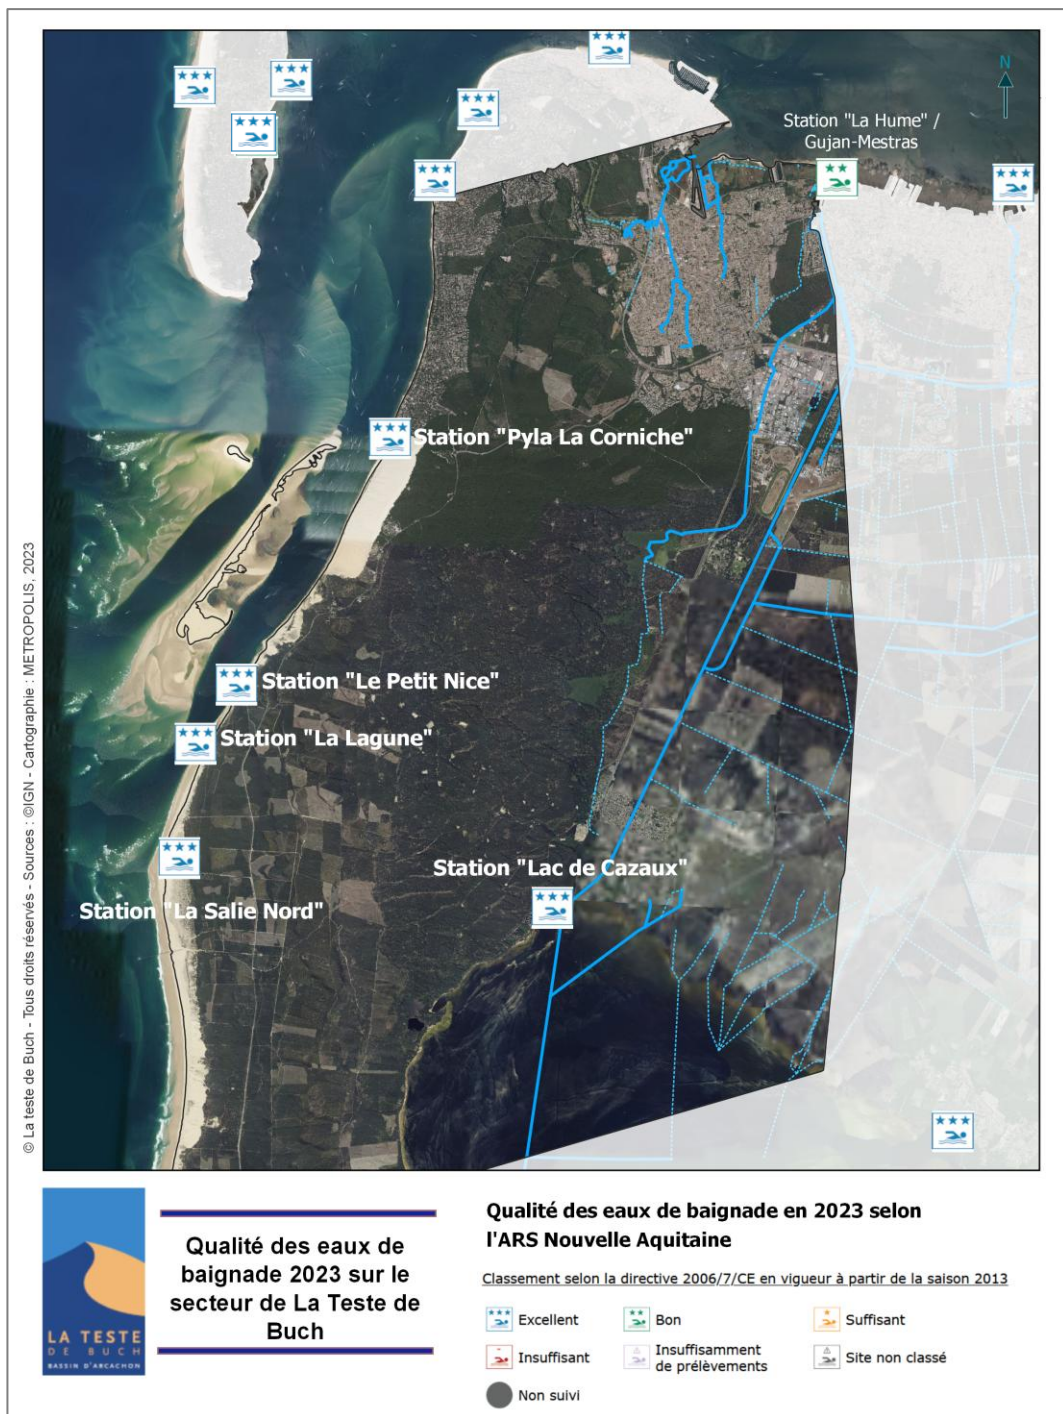 N
Station "La Hume" /
Gujan-Mestras
Station "Pyla La Corniche"
Station "Le Petit Nice"
Station "La Lagune"
Station "Lac de Cazaux"
Station "La Salie Nord"
© La teste de Buch - Tous droits réservés - Sources : ©IGN - Cartographie : METROPOLIS, 2023
LA TESTE
DE BUCH
BASSIN D'ARCACHON
Qualité des eaux de
baignade 2023 sur le
secteur de La Teste de
Buch
Qualité des eaux de baignade en 2023 selon
l'ARS Nouvelle Aquitaine
Classement selon la directive 2006/7/CE en vigueur à partir de la saison 2013
Excellent
Bon
Suffisant
Insuffisant
Insuffisamment
de prélèvements
Site non classé
Non suivi